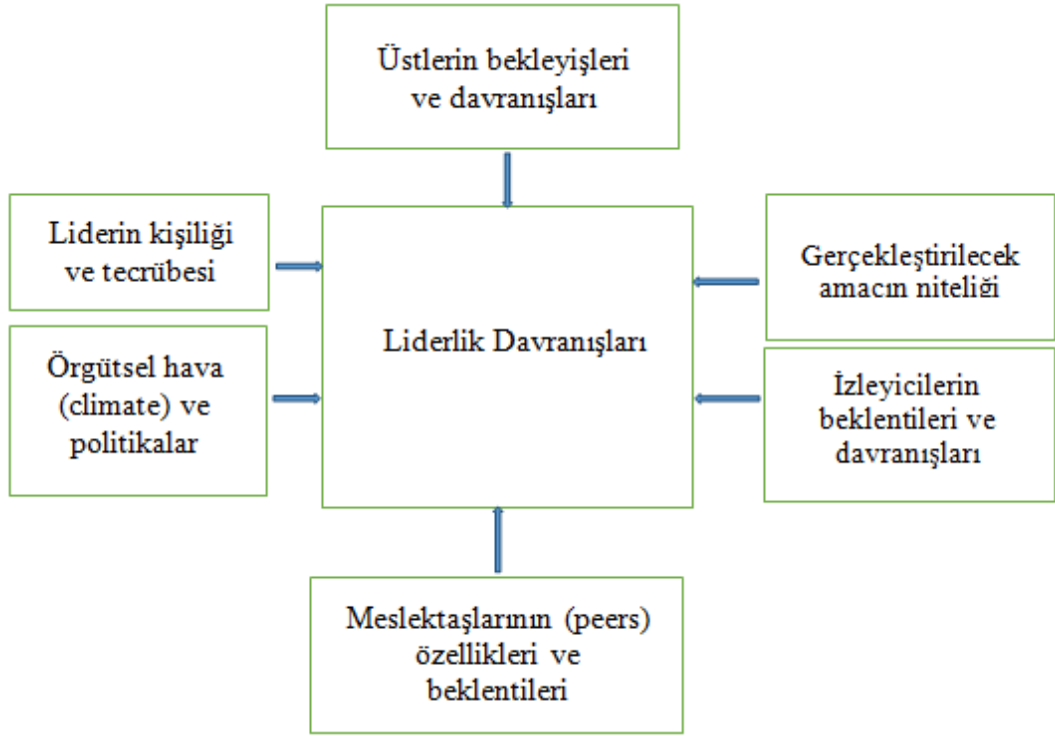 Üstlerin bekleyişleri
ve davranışları
Liderin kişiliği
ve tecrübesi
Gerçekleştirilecek
amacın niteliği
Liderlik Davranışları
Örgütsel hava
(climate) ve
politikalar
İzleyicilerin
beklentileri ve
davranışları
Meslektaşlarının (peers)
özellikleri ve
beklentileri